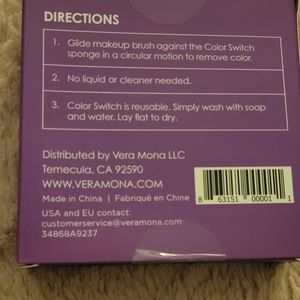 DIRECTIONS
1. Glide makeup brush against the Color Switch
sponge in a circular motion to remove color.
2. No liquid or cleaner needed.
3. Color Switch is reusable. Simply wash with soap
and water. Lay flat to dry.
Distributed by Vera Mona LLC
Temecula, CA 92590
WWW.VERAMONA.COM
Made in China | Fabriqué en Chine
USA and EU contact:
customerservice@veramona.com
34868A9237
8 63151 00001 1